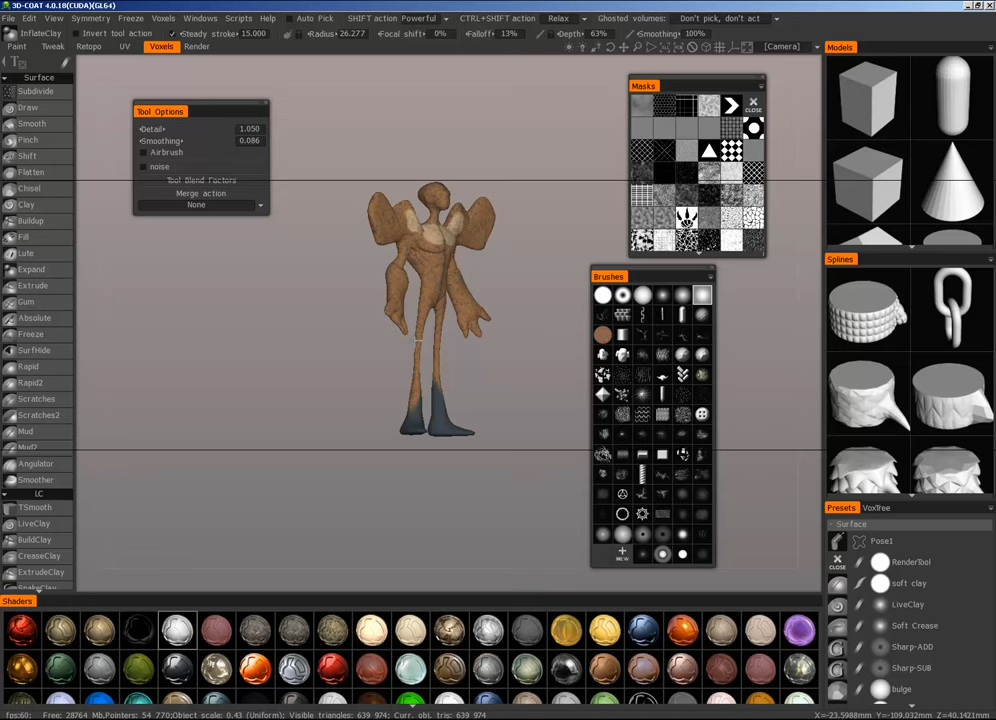 3D-COAT 4.0.18(CUDA)(GL64)
File Edit View Symmetry Freeze Voxels Windows Scripts Help Auto Pick SHIFT action Powerful CTRL+SHIFT action Relax Ghosted volumes: Don't pick, don't act
InflateClay Invert tool action Steady stroke 15.000 Radius 26.277 Focal shift 0% Falloff 13% Depth 63% Smoothing 100%
Paint Tweak Retopo UV Voxels Render [Camera]
Surface
Subdivide
Draw
Smooth
Pinch
Shift
Flatten
Chisel
Clay
Buildup
Fill
Lute
Expand
Extrude
Gum
Absolute
Freeze
SurfHide
Rapid
Rapid2
Scratches
Scratches2
Mud
Mud2
Angulator
Smoother
LC
TSmooth
LiveClay
BuildClay
CreaseClay
ExtrudeClay
SnakeClay
Tool Options
Detail 1.050
Smoothing 0.086
Airbrush
noise
Tool Blend Factors
Merge action
None
Masks
CLOSE
Brushes
NEW
Models
Splines
Presets VoxTree
Surface
Pose1
CLOSE RenderTool
soft clay
LiveClay
Soft Crease
Sharp-ADD
Sharp-SUB
bulge
Shaders
fps:60; Free: 28764 Mb,Pointers: 54 770;Object scale: 0.43 (Uniform); Visible triangles: 639 974; Curr. obj. tris: 639 974; X:-23.5988mm Y:-109.032mm Z:40.1421mm